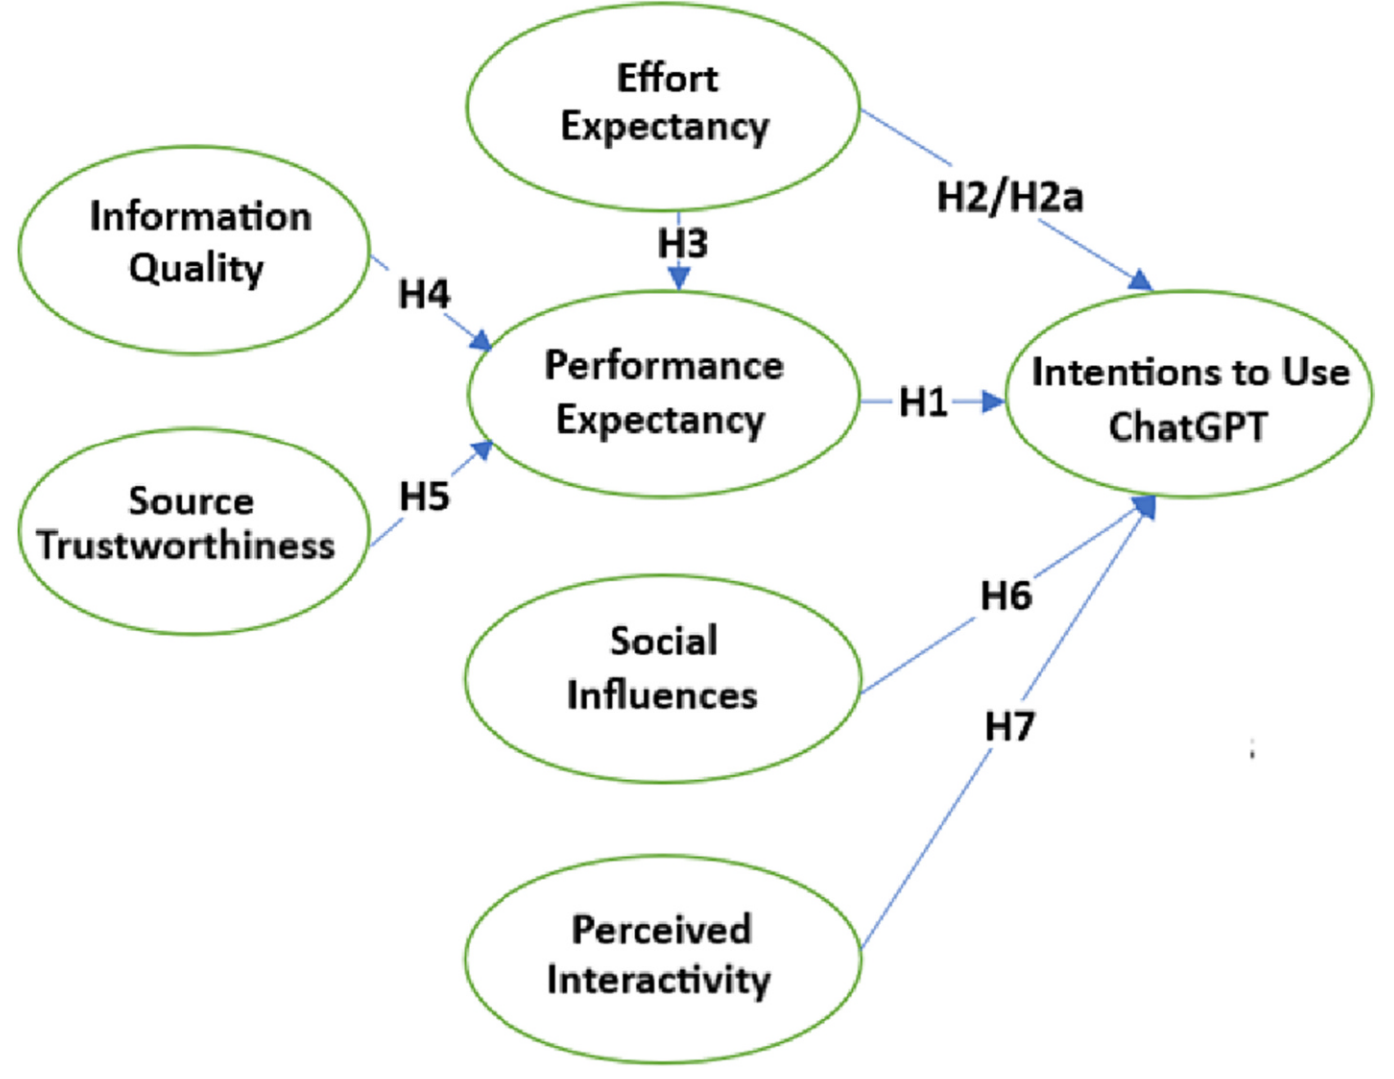 Effort
Expectancy
H2/H2a
Information
Quality
H3
H4
Performance
Expectancy
H1
Intentions to Use
ChatGPT
Source
Trustworthiness
H5
H6
Social
Influences
H7
;
Perceived
Interactivity